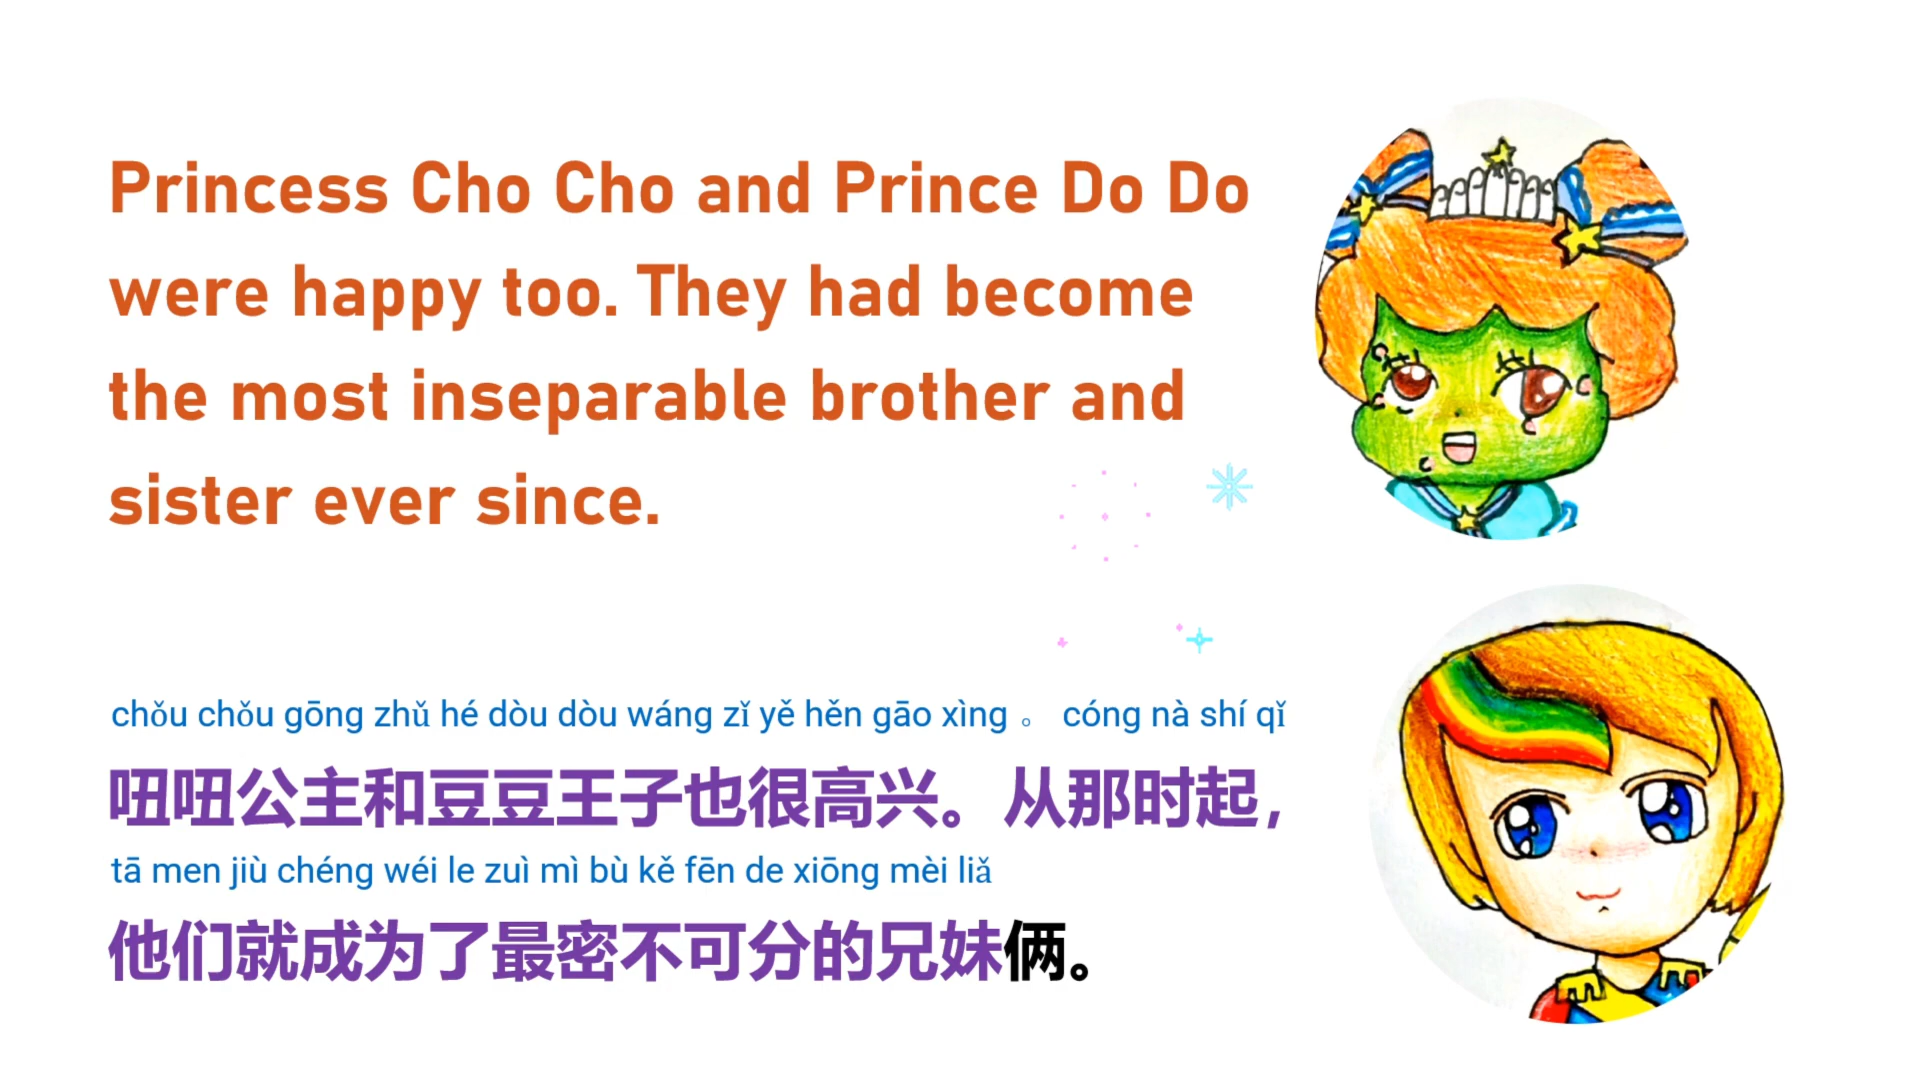 Princess Cho Cho and Prince Do Do
were happy too. They had become
the most inseparable brother and
sister ever since.
chǒu chǒu gōng zhǔ hé dòu dòu wáng zǐ yě hěn gāo xìng 。 cóng nà shí qǐ
吜吜公主和豆豆王子也很高兴。从那时起，
tā men jiù chéng wéi le zuì mì bù kě fēn de xiōng mèi liǎ
他们就成为了最密不可分的兄妹俩。